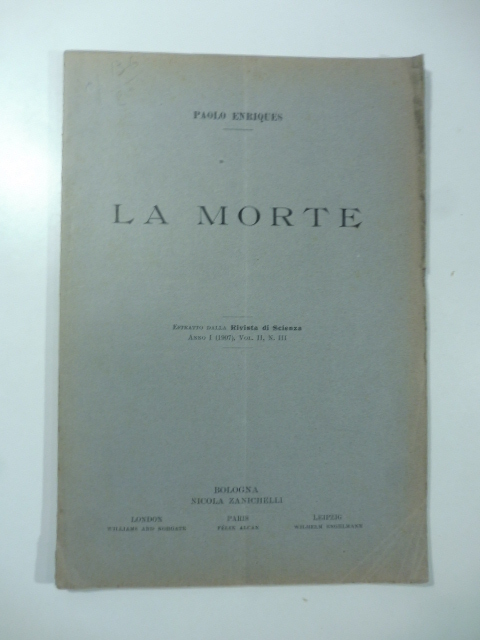 PAOLO ENRIQUES
LA MORTE
ESTRATTO DALLA Rivista di Scienza
ANNO I (1907), VOL. II, N. III
BOLOGNA
NICOLA ZANICHELLI
LONDON PARIS LEIPZIG
WILLIAMS AND NORGATE FÉLIX ALCAN WILHELM ENGELMANN